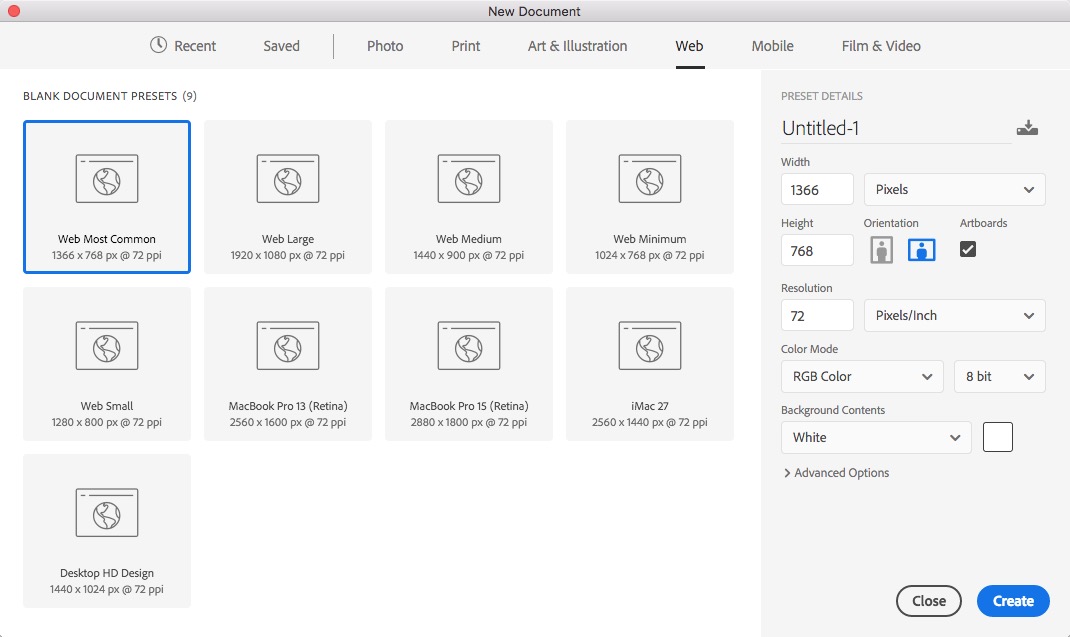 New Document
Recent
Saved
Photo
Print
Art & Illustration
Web
Mobile
Film & Video
BLANK DOCUMENT PRESETS (9)
Web Most Common
1366 x 768 px @ 72 ppi
Web Large
1920 x 1080 px @ 72 ppi
Web Medium
1440 x 900 px @ 72 ppi
Web Minimum
1024 x 768 px @ 72 ppi
Web Small
1280 x 800 px @ 72 ppi
MacBook Pro 13 (Retina)
2560 x 1600 px @ 72 ppi
MacBook Pro 15 (Retina)
2880 x 1800 px @ 72 ppi
iMac 27
2560 x 1440 px @ 72 ppi
Desktop HD Design
1440 x 1024 px @ 72 ppi
PRESET DETAILS
Untitled-1
Width
1366
Pixels
Height
Orientation
Artboards
768
Resolution
72
Pixels/Inch
Color Mode
RGB Color
8 bit
Background Contents
White
Advanced Options
Close
Create